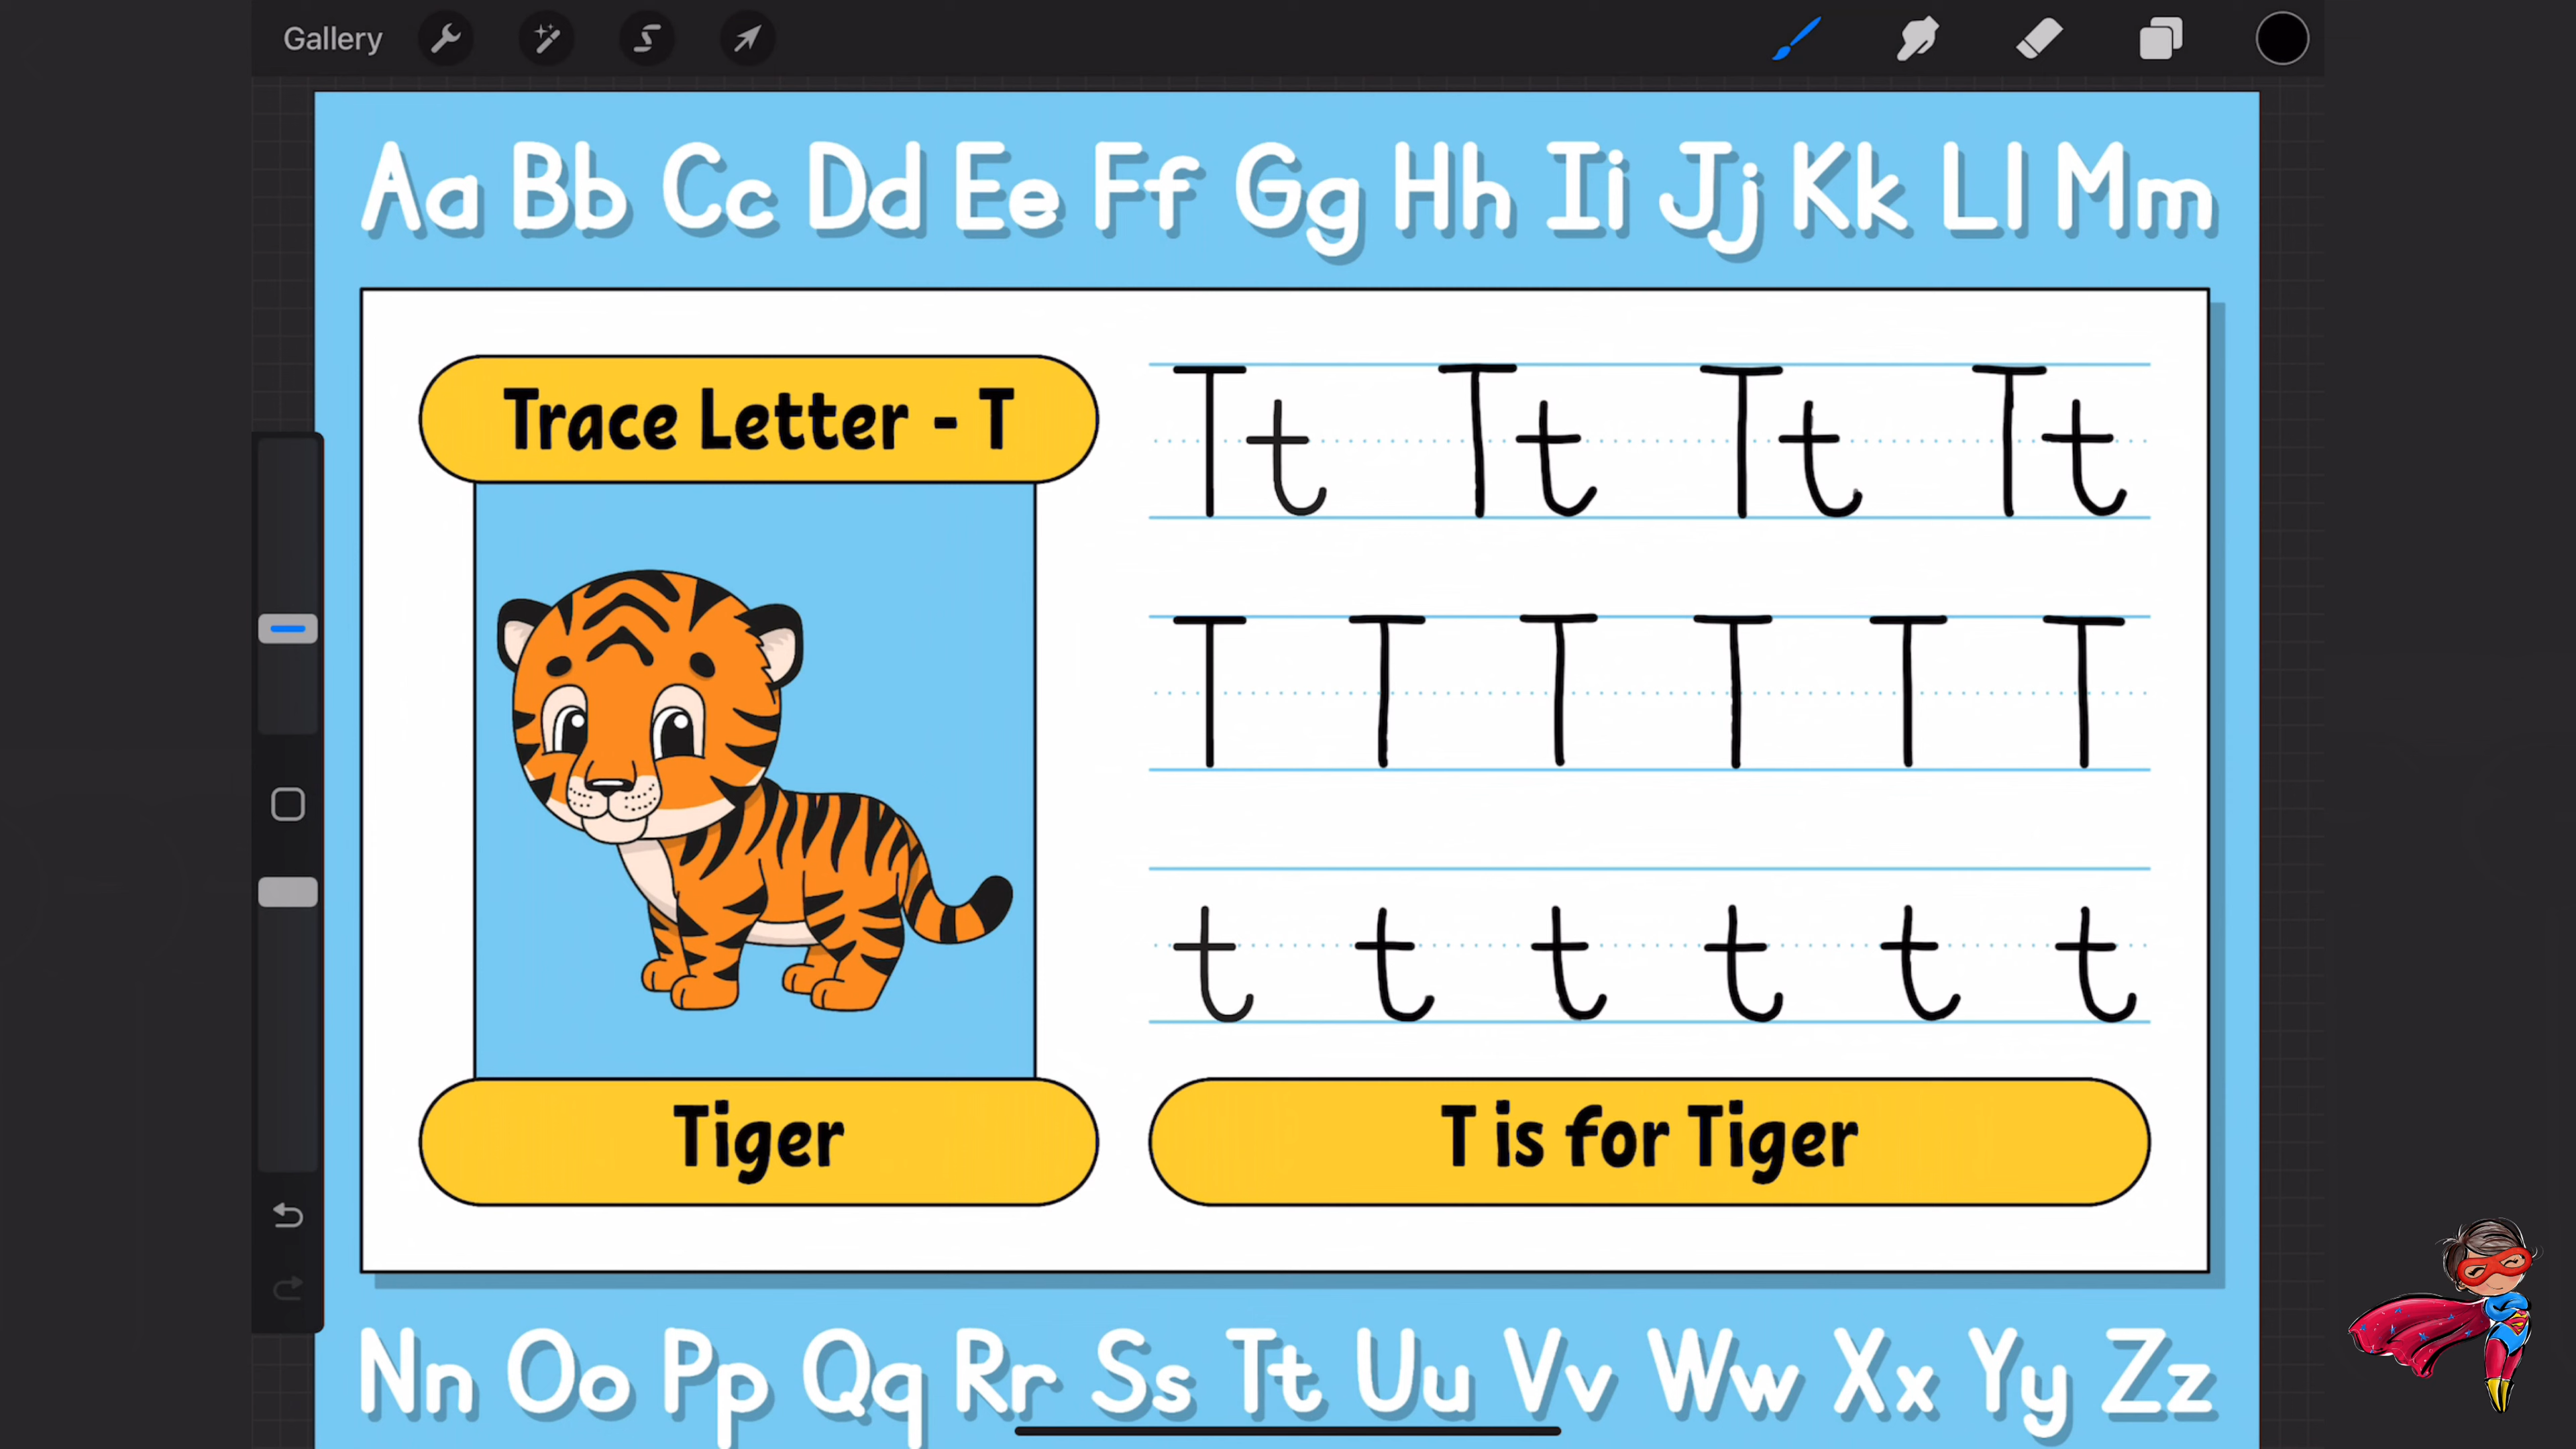 Gallery
Aa Bb Cc Dd Ee Ff Gg Hh Ii Jj Kk Ll Mm
Trace Letter - T
Tt Tt Tt Tt
T T T T T T
t t t t t t
Tiger
T is for Tiger
Nn Oo Pp Qq Rr Ss Tt Uu Vv Ww Xx Yy Zz